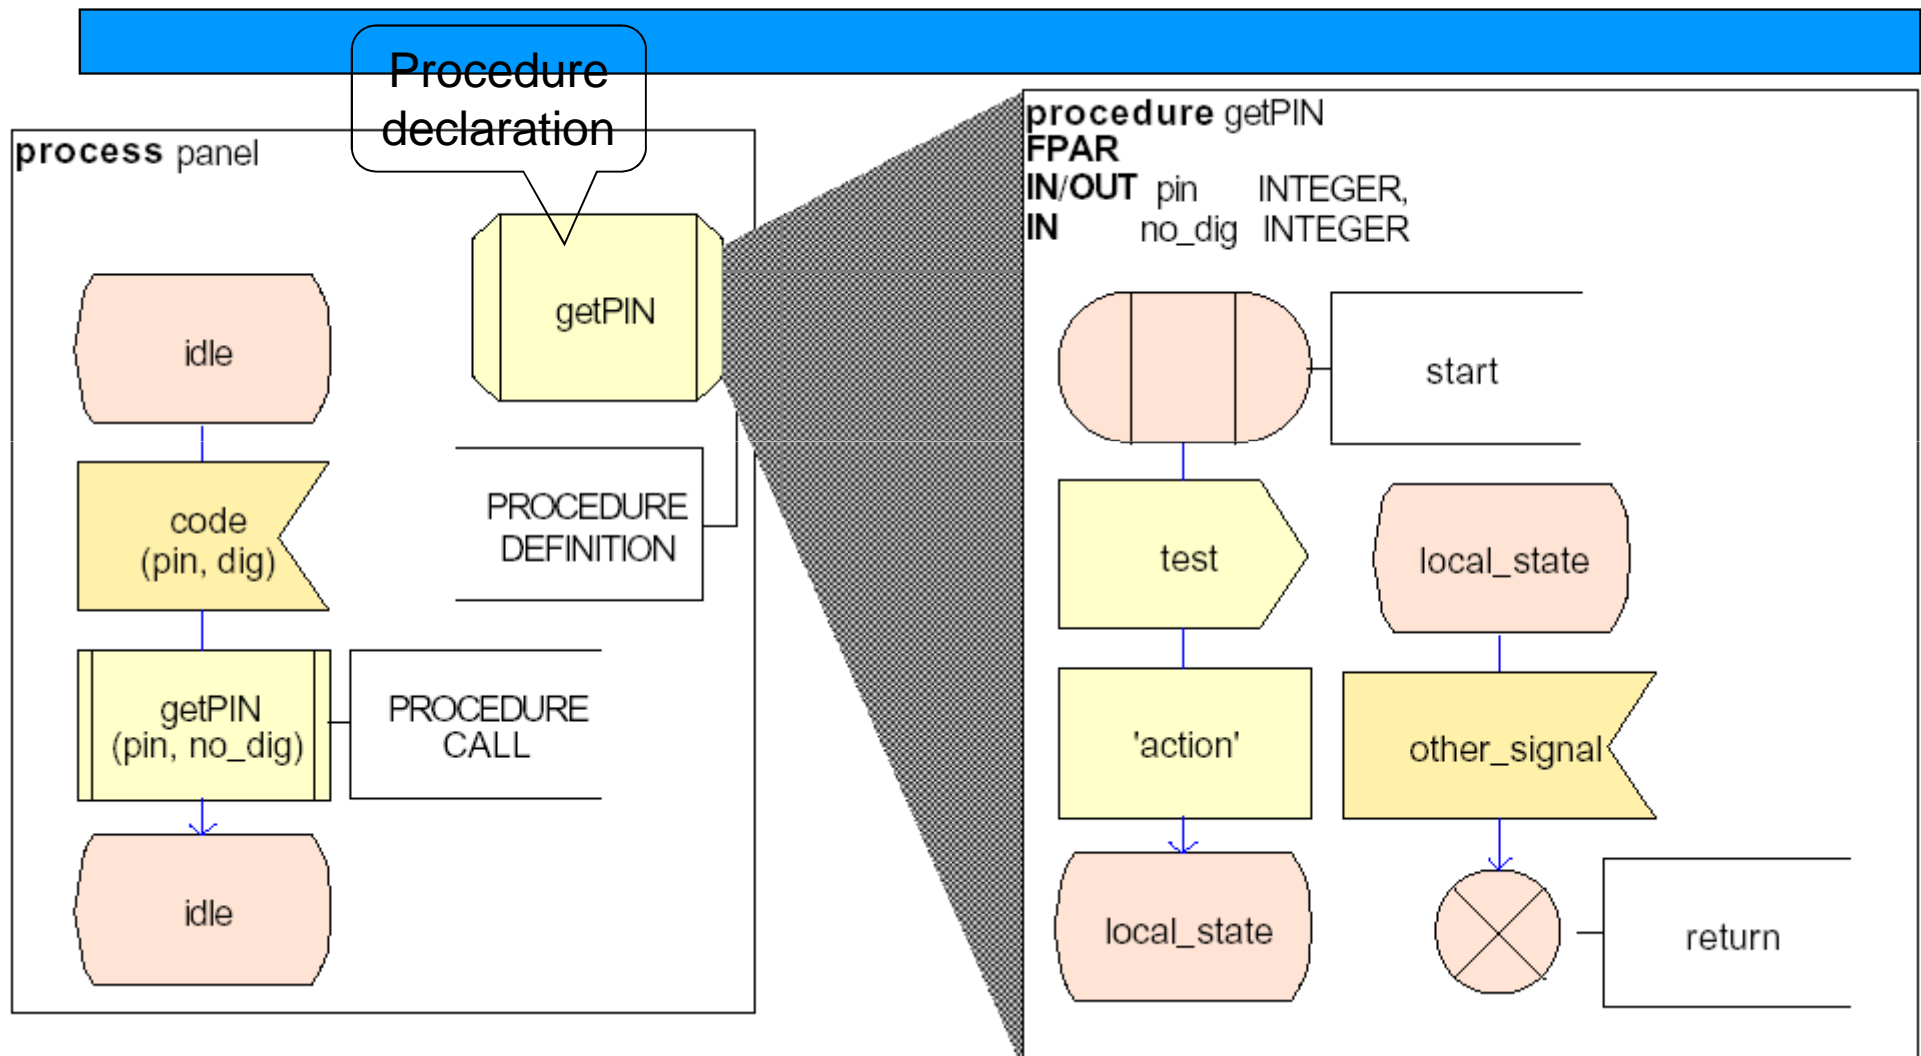 Procedure
declaration
process panel
getPIN
idle
code
(pin, dig)
PROCEDURE
DEFINITION
getPIN
(pin, no_dig)
PROCEDURE
CALL
idle
procedure getPIN
FPAR
IN/OUT pin INTEGER,
IN no_dig INTEGER
start
test
'action'
local_state
local_state
other_signal
return